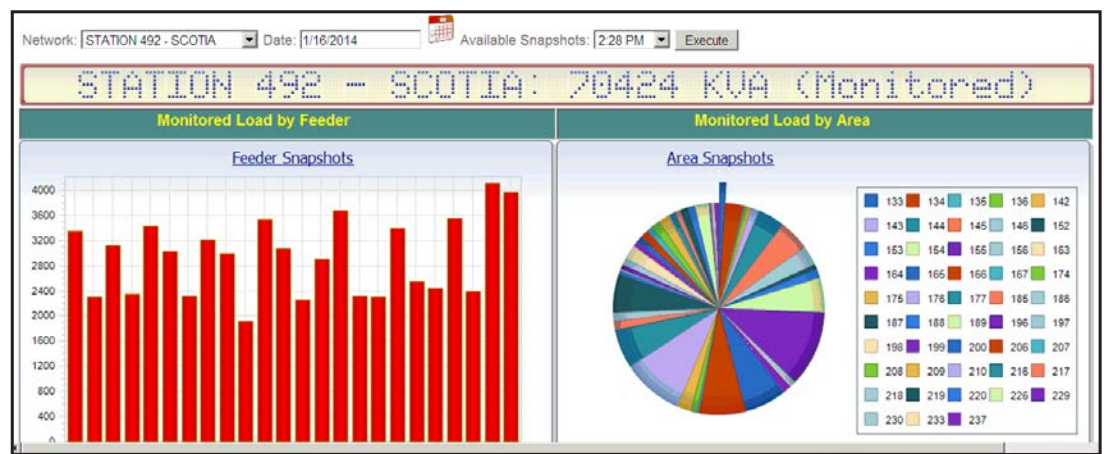 Network: STATION 492 - SCOTIA Date: 1/16/2014 Available Snapshots: 2:28 PM Execute
STATION 492 - SCOTIA: 70424 KVA (Monitored)
Monitored Load by Feeder Monitored Load by Area
Feeder Snapshots Area Snapshots
4000
3600
3200
2800
2400
2000
1600
1200
800
400
0
133 134 135 136 142
143 144 145 146 152
153 154 155 156 163
164 165 166 167 174
175 176 177 185 186
187 188 189 196 197
198 199 200 206 207
208 209 210 216 217
218 219 220 226 229
230 233 237